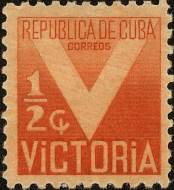 REPUBLICA DE CUBA
CORREOS
V
1/2 ¢
VICTORIA